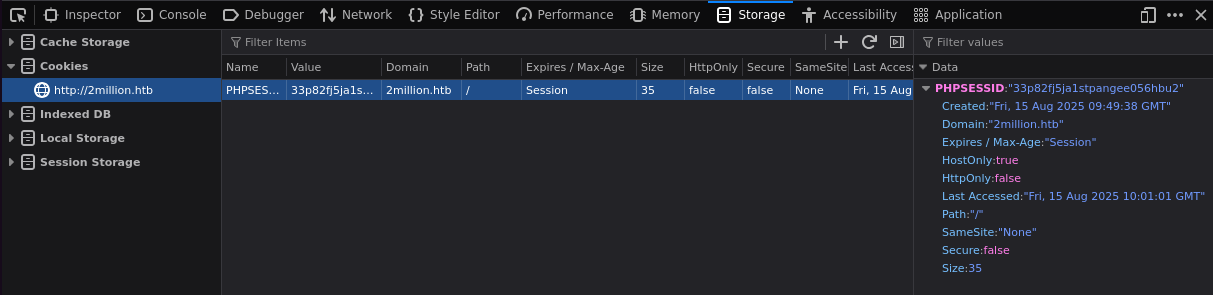 Inspector Console Debugger Network Style Editor Performance Memory Storage Accessibility Application
Cache Storage
Cookies
http://2million.htb
Indexed DB
Local Storage
Session Storage
Filter Items
Name Value Domain Path Expires / Max-Age Size HttpOnly Secure SameSite Last Access
PHPSES... 33p82fj5ja1s... 2million.htb / Session 35 false false None Fri, 15 Aug
Filter values
Data
PHPSESSID:"33p82fj5ja1stpangee056hbu2"
Created:"Fri, 15 Aug 2025 09:49:38 GMT"
Domain:"2million.htb"
Expires / Max-Age:"Session"
HostOnly:true
HttpOnly:false
Last Accessed:"Fri, 15 Aug 2025 10:01:01 GMT"
Path:"/"
SameSite:"None"
Secure:false
Size:35